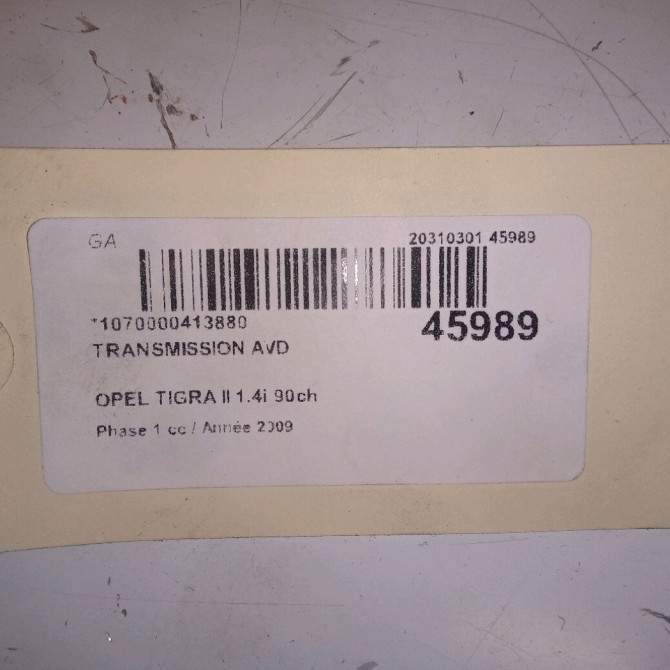 GA 20310301 45989
*1070000413880 45989
TRANSMISSION AVD
OPEL TIGRA II 1.4i 90ch
Phase 1 cc / Année 2009